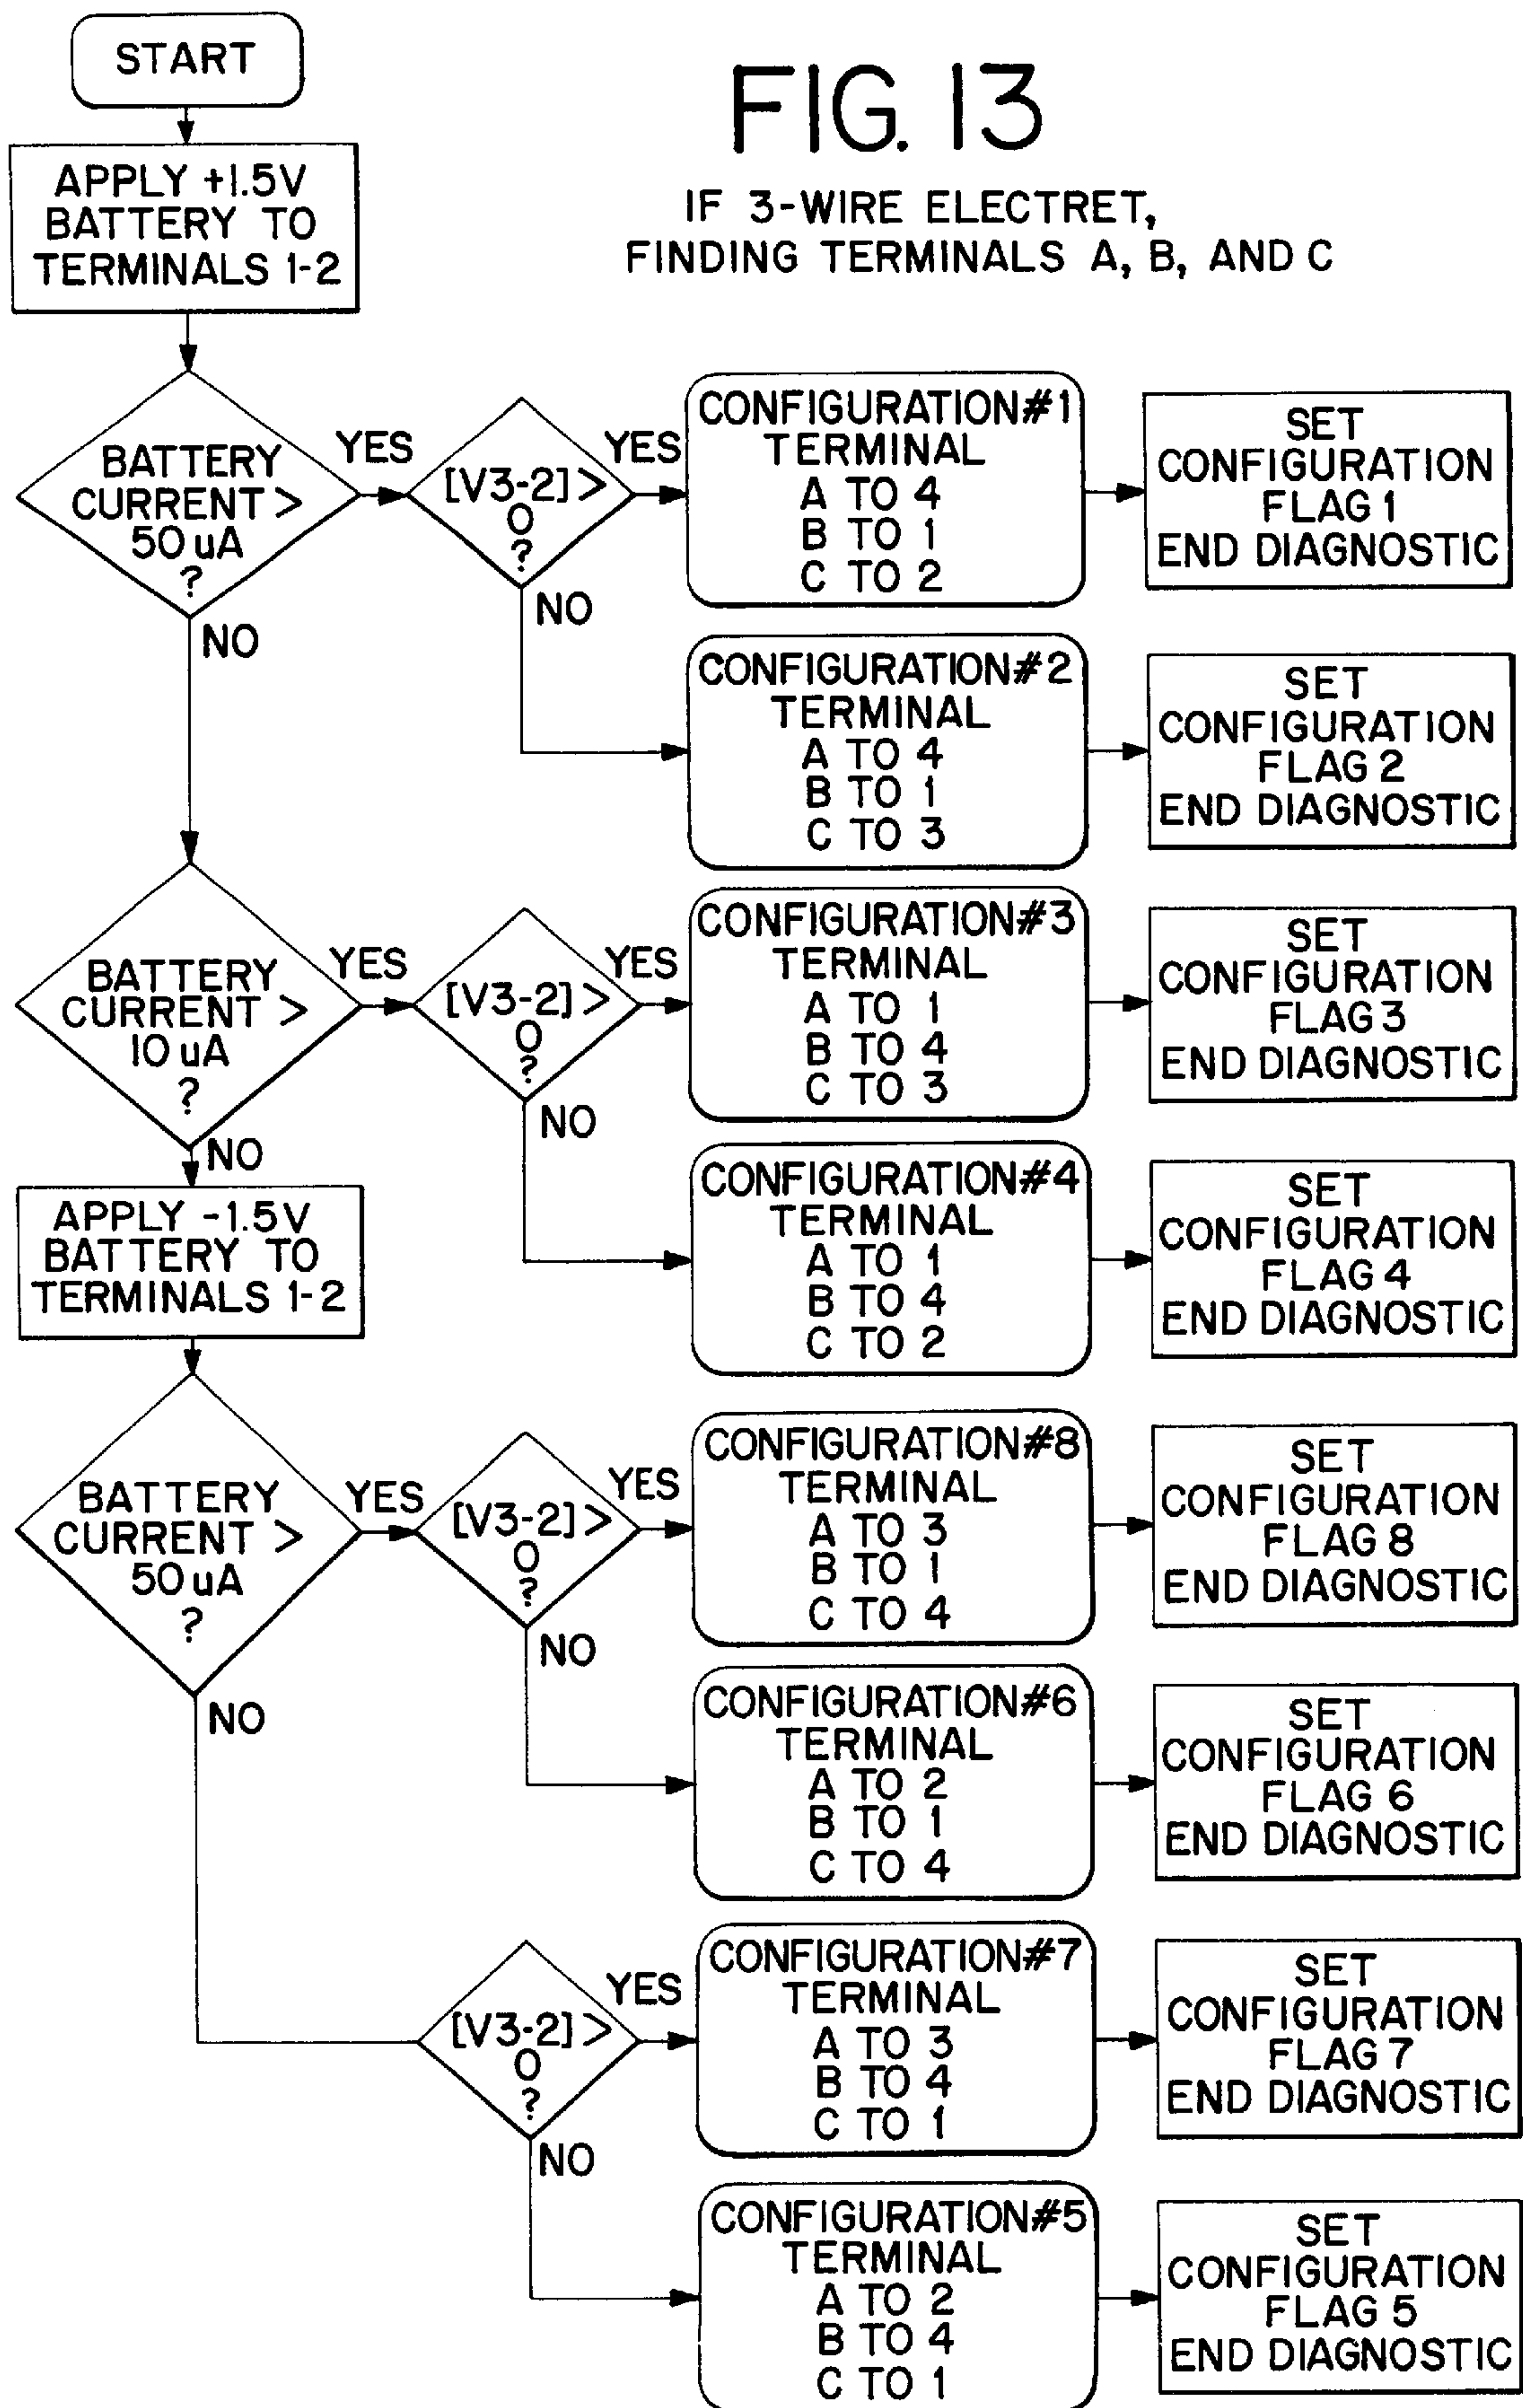 START
FIG. 13
IF 3-WIRE ELECTRET,
FINDING TERMINALS A, B, AND C
APPLY +1.5V
BATTERY TO
TERMINALS 1-2
BATTERY
CURRENT >
50 uA
?
YES
NO
[V3-2] >
0
?
YES
NO
CONFIGURATION #1
TERMINAL
A TO 4
B TO 1
C TO 2
SET
CONFIGURATION
FLAG 1
END DIAGNOSTIC
CONFIGURATION #2
TERMINAL
A TO 4
B TO 1
C TO 3
SET
CONFIGURATION
FLAG 2
END DIAGNOSTIC
BATTERY
CURRENT >
10 uA
?
YES
NO
[V3-2] >
0
?
YES
NO
CONFIGURATION #3
TERMINAL
A TO 1
B TO 4
C TO 3
SET
CONFIGURATION
FLAG 3
END DIAGNOSTIC
CONFIGURATION #4
TERMINAL
A TO 1
B TO 4
C TO 2
SET
CONFIGURATION
FLAG 4
END DIAGNOSTIC
APPLY -1.5V
BATTERY TO
TERMINALS 1-2
BATTERY
CURRENT >
50 uA
?
YES
NO
[V3-2] >
0
?
YES
NO
CONFIGURATION #8
TERMINAL
A TO 3
B TO 1
C TO 4
SET
CONFIGURATION
FLAG 8
END DIAGNOSTIC
CONFIGURATION #6
TERMINAL
A TO 2
B TO 1
C TO 4
SET
CONFIGURATION
FLAG 6
END DIAGNOSTIC
[V3-2] >
0
?
YES
NO
CONFIGURATION #7
TERMINAL
A TO 3
B TO 4
C TO 1
SET
CONFIGURATION
FLAG 7
END DIAGNOSTIC
CONFIGURATION #5
TERMINAL
A TO 2
B TO 4
C TO 1
SET
CONFIGURATION
FLAG 5
END DIAGNOSTIC